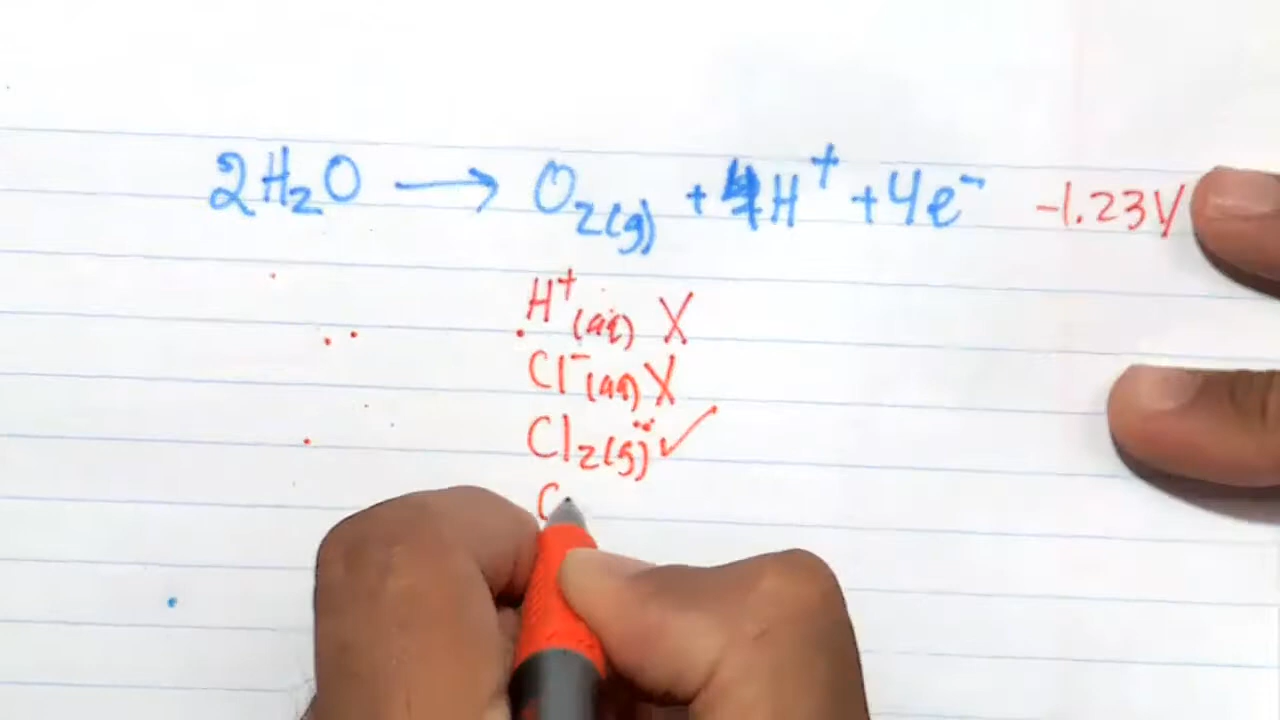 2H₂O → O₂(g) + 4H⁺ + 4e⁻ -1.23V
H⁺(aq) X
Cl⁻(aq) X
Cl₂(g) ✓
C